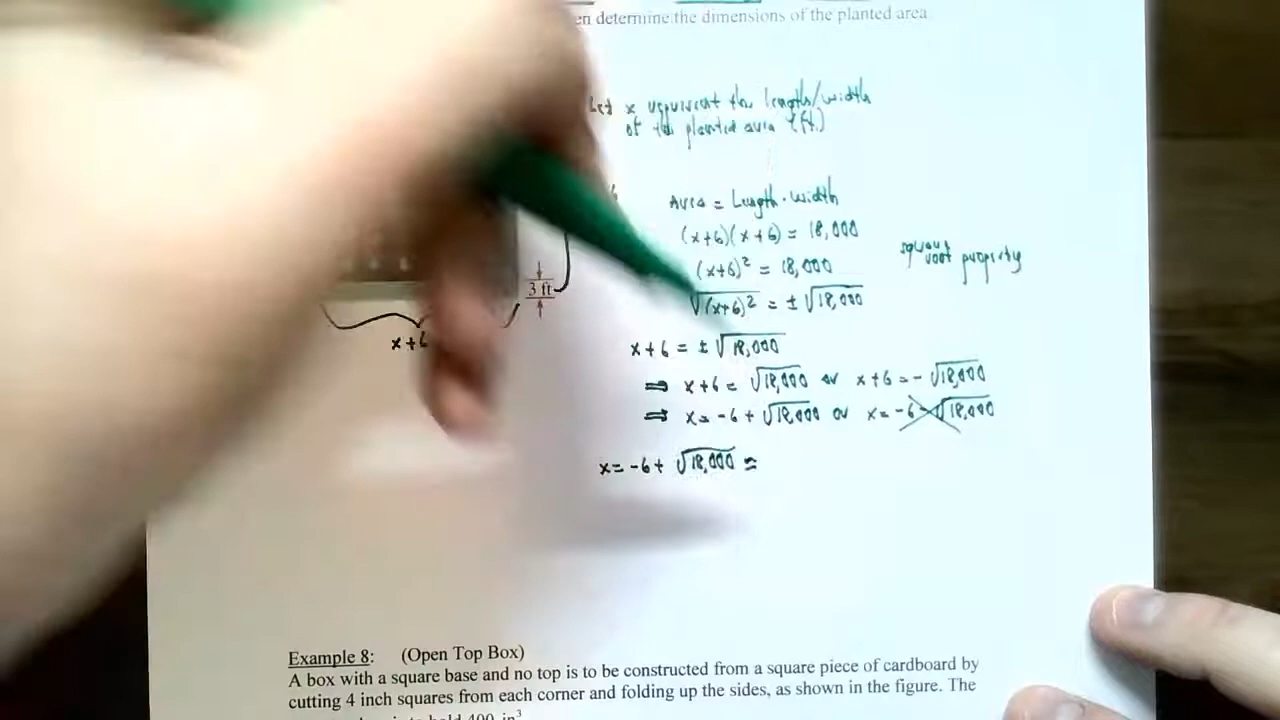 en determine the dimensions of the planted area.
Let x represent the length/width
of the planted area (ft.)
Area = Length · width
(x+6)(x+6) = 18,000
(x+6)² = 18,000
square root property
√(x+6)² = ± √18,000
3 ft
x+6
x+6 = ± √18,000
⇒ x+6 = √18,000 or x+6 = - √18,000
⇒ x = -6 + √18,000 or x = -6 - √18,000
x = -6 + √18,000 ≈
Example 8: (Open Top Box)
A box with a square base and no top is to be constructed from a square piece of cardboard by
cutting 4 inch squares from each corner and folding up the sides, as shown in the figure. The
400 in³